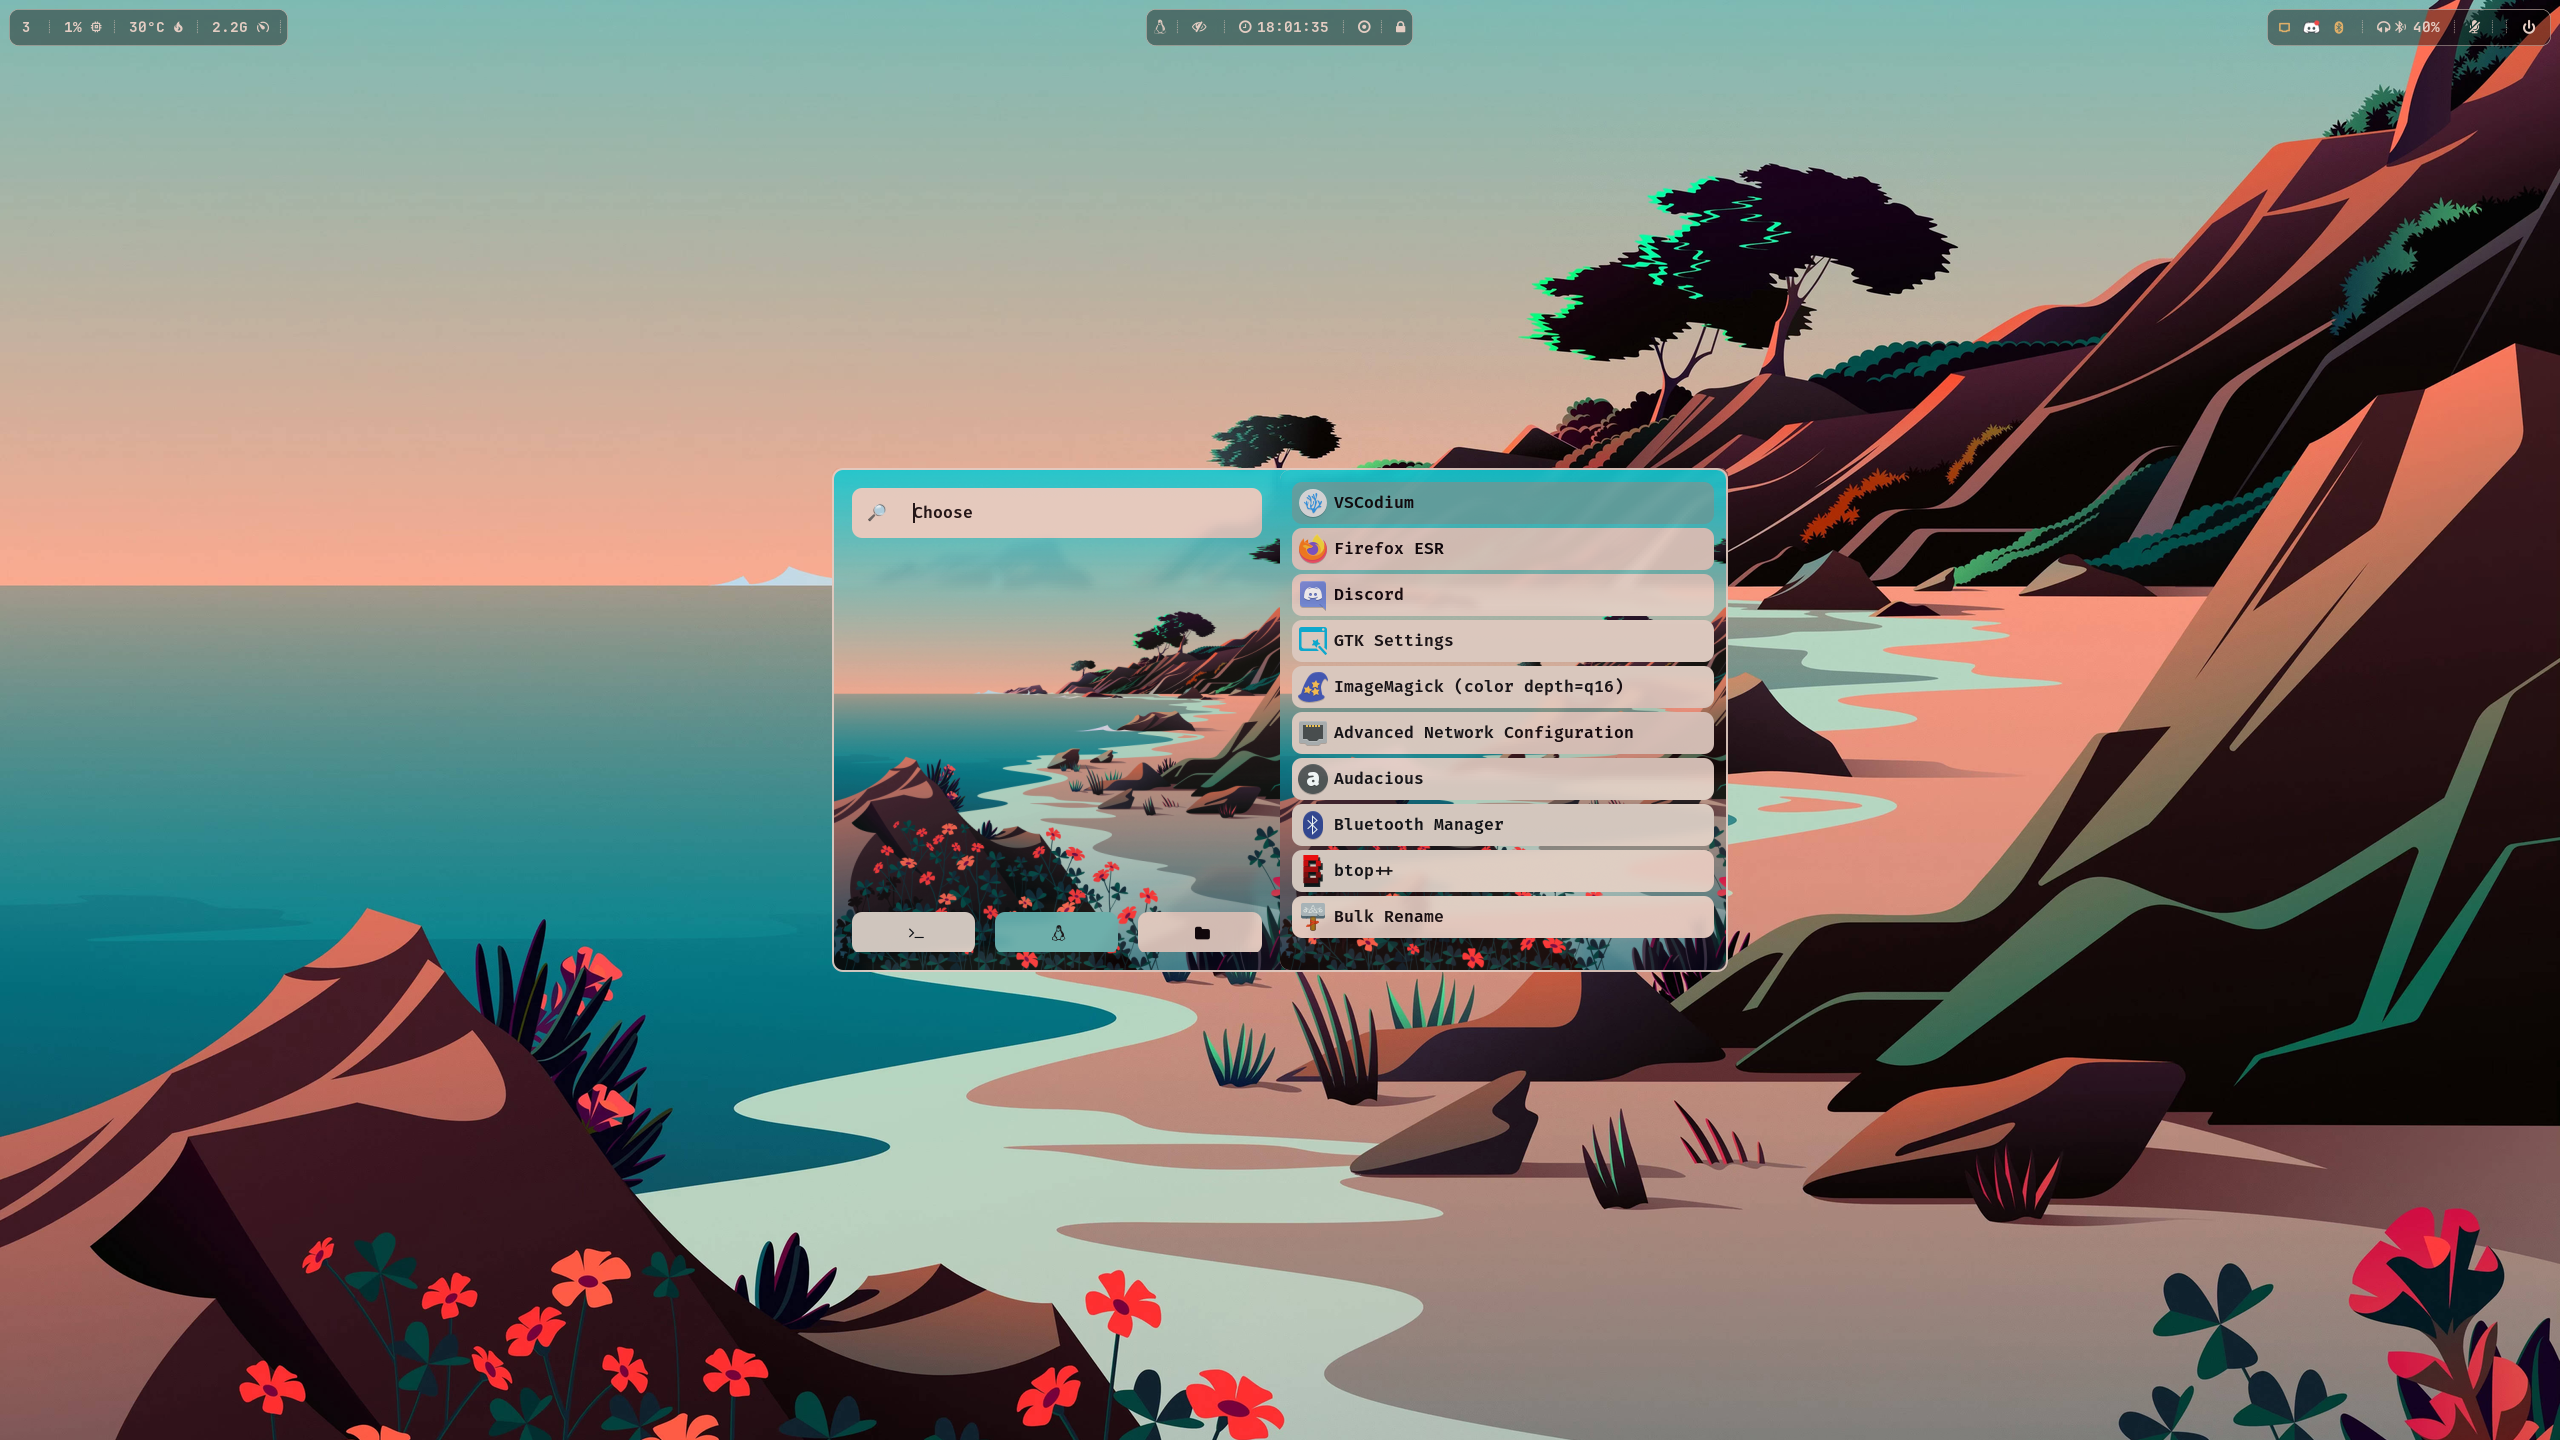 3 1% 30°C 2.2G
18:01:35
40%
Choose
VSCodium
Firefox ESR
Discord
GTK Settings
ImageMagick (color depth=q16)
Advanced Network Configuration
Audacious
Bluetooth Manager
btop++
Bulk Rename